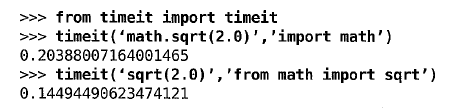 >>> from timeit import timeit
>>> timeit(‘math.sqrt(2.0)’,’import math’)
0.20388007164001465
>>> timeit(‘sqrt(2.0)’,’from math import sqrt’)
0.14494490623474121